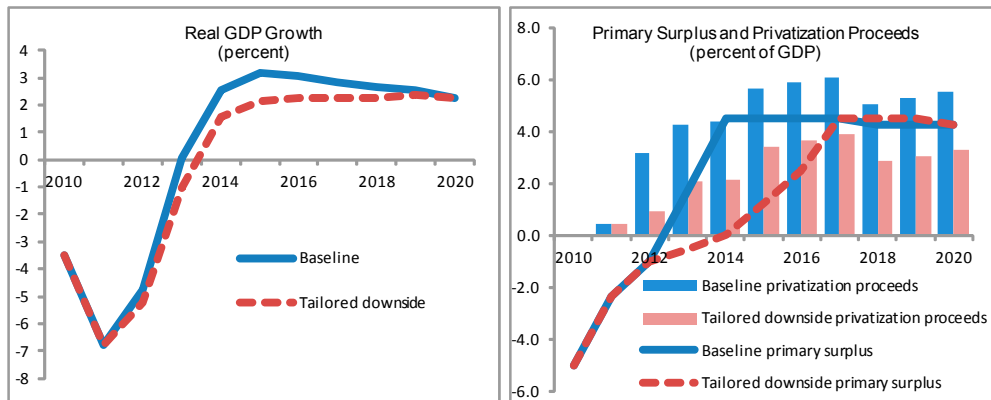 Real GDP Growth
(percent)
4
3
2
1
0
-1
-2
-3
-4
-5
-6
-7
-8
2010 2012 2014 2016 2018 2020
Baseline
Tailored downside
Primary Surplus and Privatization Proceeds
(percent of GDP)
8.0
6.0
4.0
2.0
0.0
-2.0
-4.0
-6.0
2010 2012 2014 2016 2018 2020
Baseline privatization proceeds
Tailored downside privatization proceeds
Baseline primary surplus
Tailored downside primary surplus